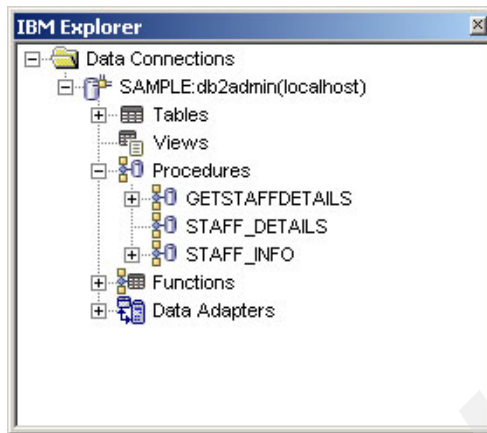 IBM Explorer
Data Connections
SAMPLE:db2admin(localhost)
Tables
Views
Procedures
GETSTAFFDETAILS
STAFF_DETAILS
STAFF_INFO
Functions
Data Adapters